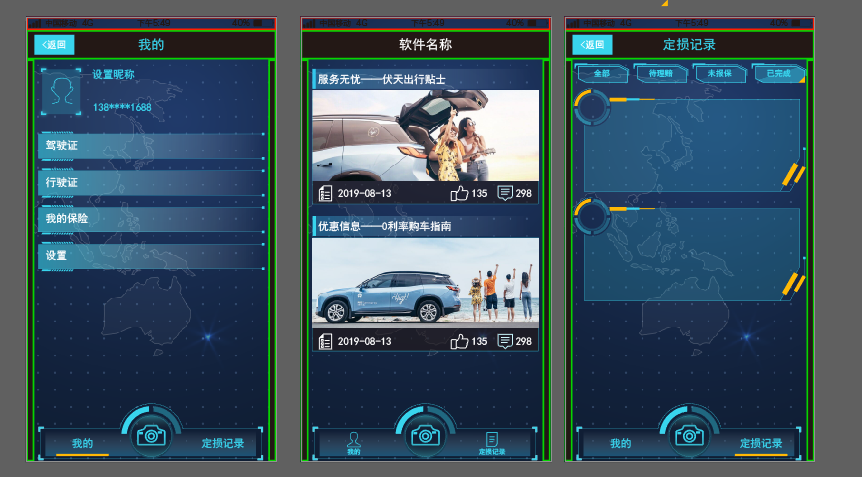 中国移动 4G 下午5:49 40%
<返回 我的
设置昵称
138****1688
驾驶证
行驶证
我的保险
设置
我的 定损记录
中国移动 4G 下午5:49 40%
软件名称
服务无忧——伏天出行贴士
2019-08-13 135 298
优惠信息——0利率购车指南
2019-08-13 135 298
我的 定损记录
中国移动 4G 下午5:49 40%
<返回 定损记录
全部 待理赔 未报保 已完成
我的 定损记录